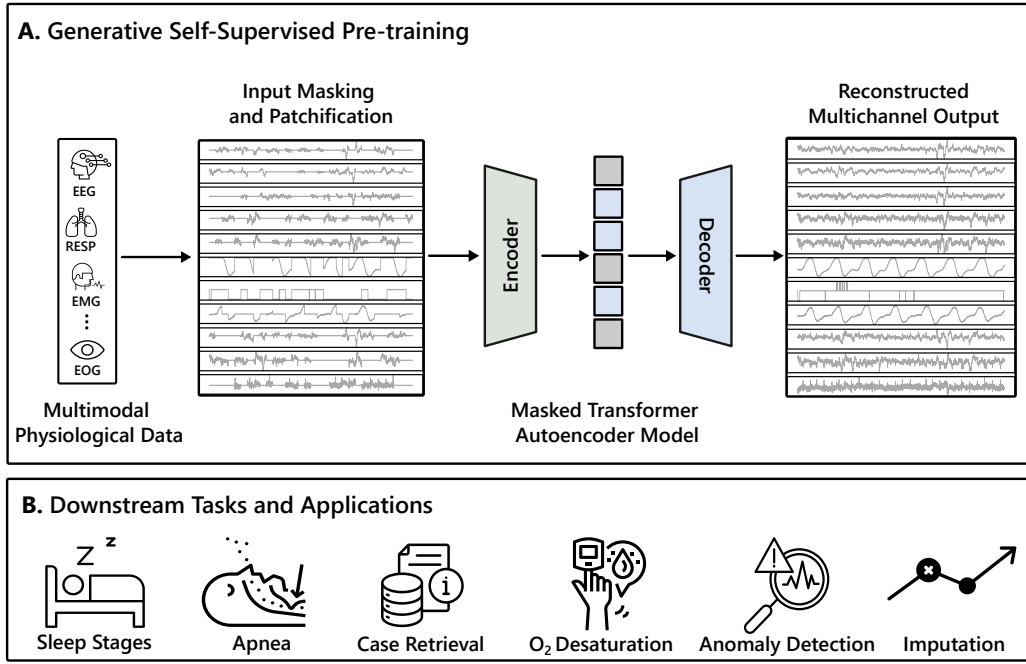 A. Generative Self-Supervised Pre-training
Input Masking
and Patchification
Reconstructed
Multichannel Output
EEG
RESP
EMG
EOG
Encoder
Decoder
Multimodal
Physiological Data
Masked Transformer
Autoencoder Model
B. Downstream Tasks and Applications
Z z
i
Sleep Stages
Apnea
Case Retrieval
O₂ Desaturation
Anomaly Detection
Imputation